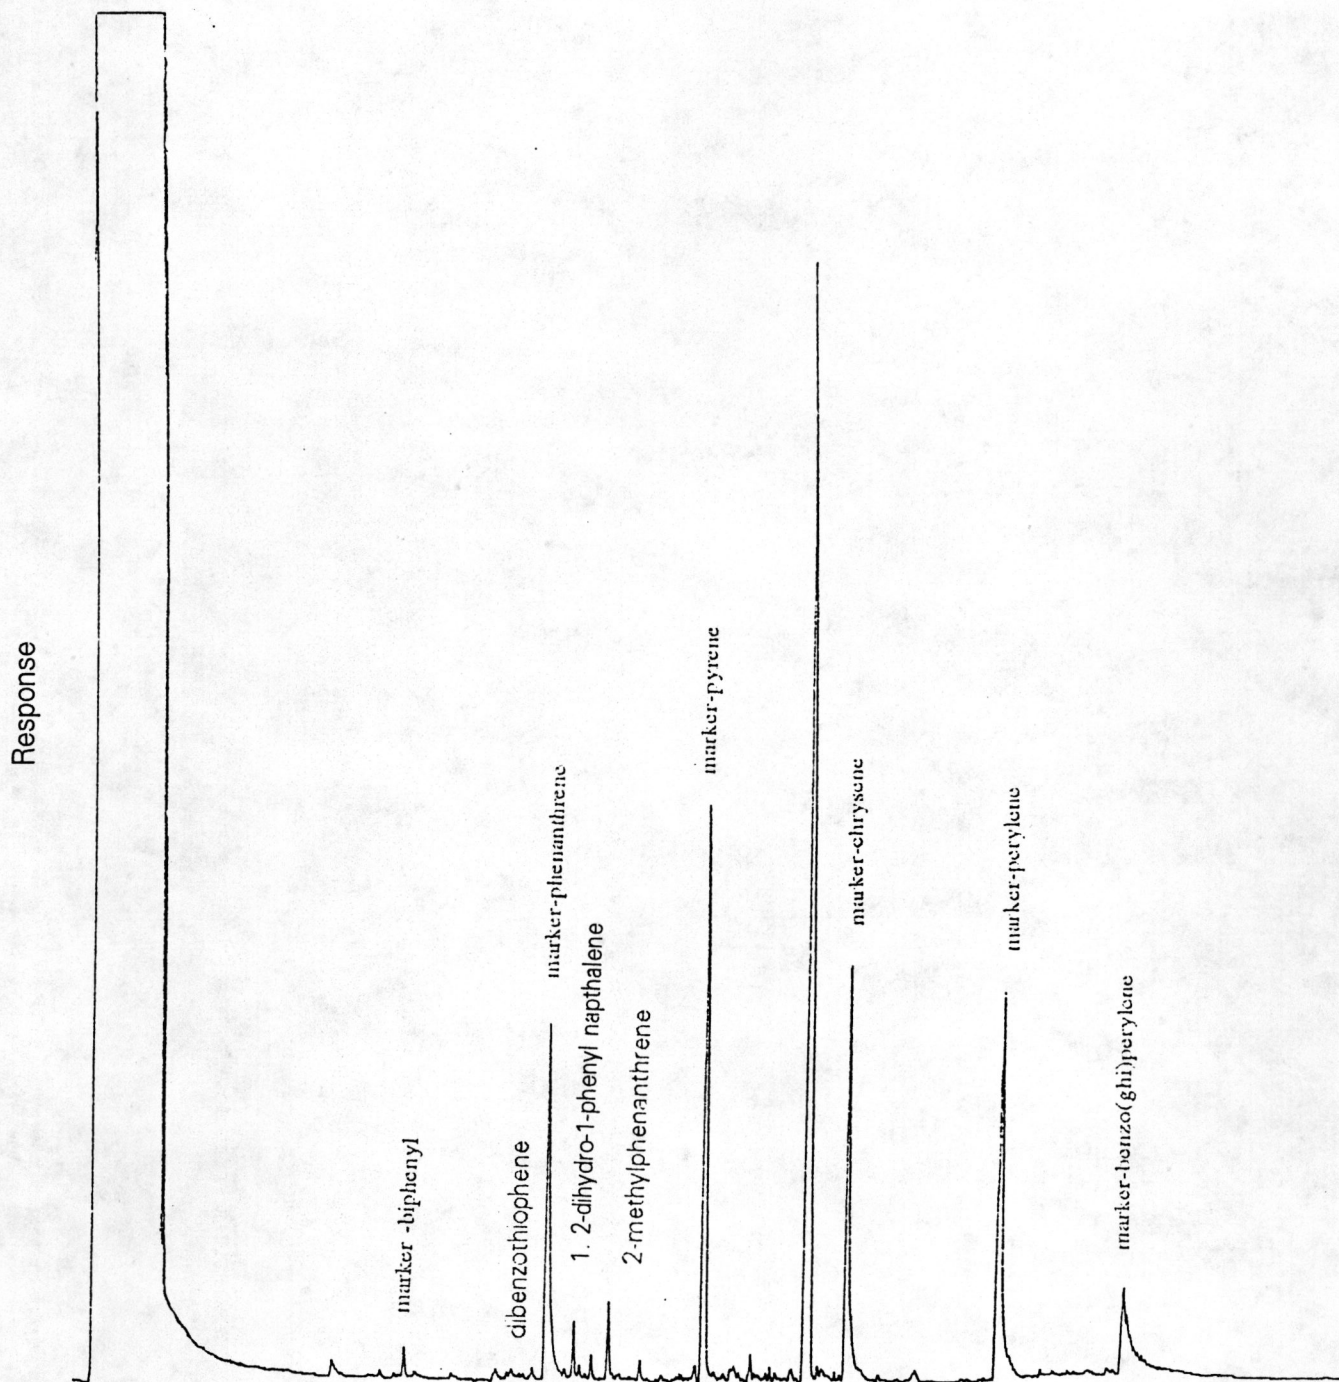 Response
marker -biphenyl
dibenzothiophene
marker-phenanthrene
1. 2-dihydro-1-phenyl napthalene
2-methylphenanthrene
marker-pyrene
marker-chrysene
marker-perylene
marker-benzo(ghi)perylene